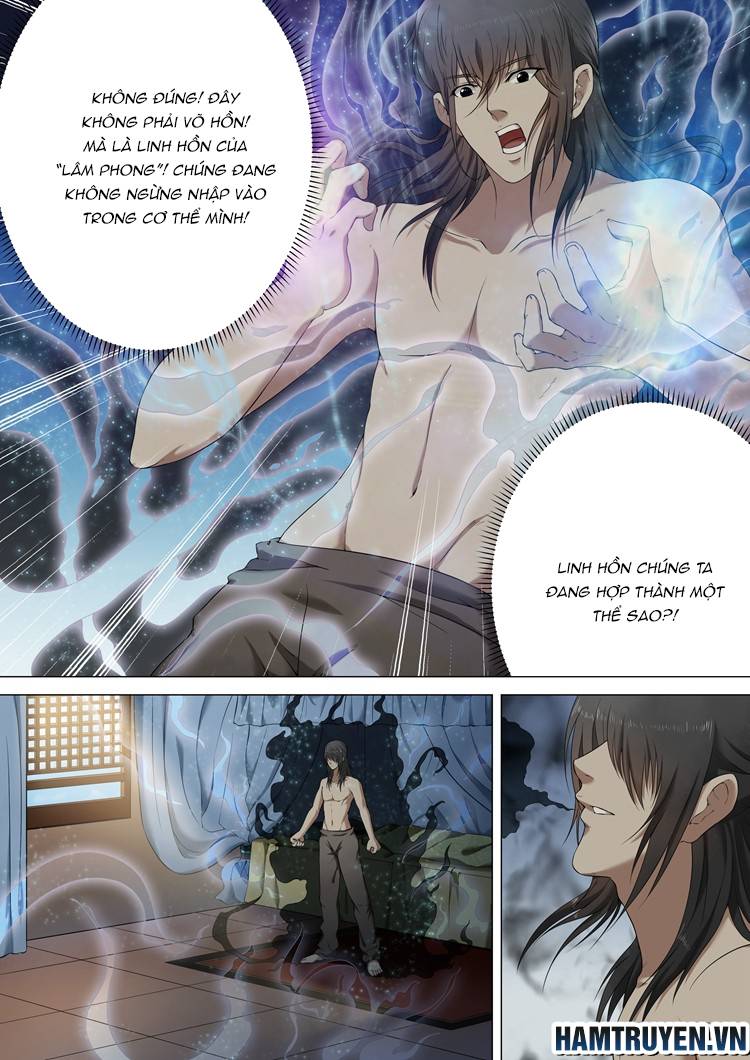 KHÔNG ĐÚNG! ĐÂY
KHÔNG PHẢI VÕ HỒN!
MÀ LÀ LINH HỒN CỦA
"LÂM PHONG"! CHÚNG ĐANG
KHÔNG NGỪNG NHẬP VÀO
TRONG CƠ THỂ MÌNH!
LINH HỒN CHÚNG TA
ĐANG HỢP THÀNH MỘT
THỂ SAO?!
HAMTRUYEN.VN